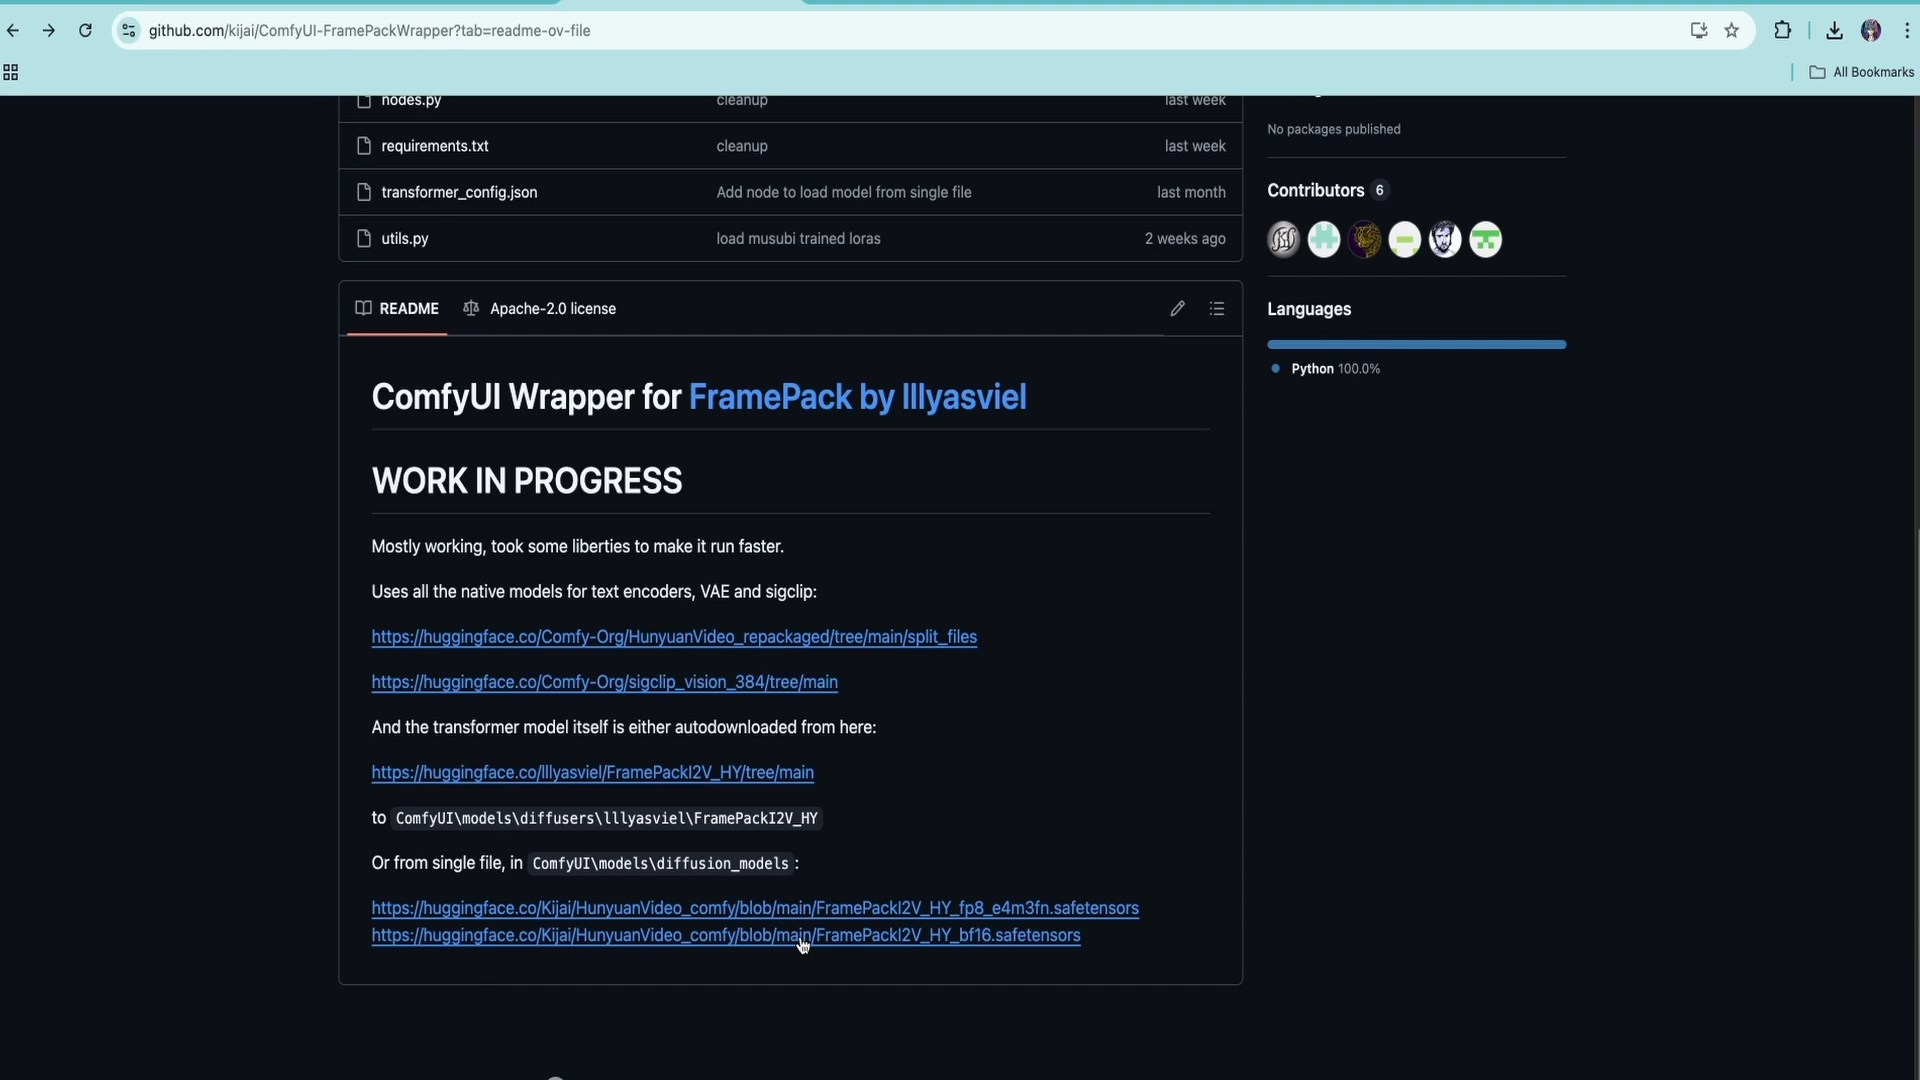 github.com/kijai/ComfyUI-FramePackWrapper?tab=readme-ov-file
All Bookmarks
nodes.py cleanup last week
requirements.txt cleanup last week
transformer_config.json Add node to load model from single file last month
utils.py load musubi trained loras 2 weeks ago
README Apache-2.0 license
ComfyUI Wrapper for FramePack by lllyasviel
WORK IN PROGRESS
Mostly working, took some liberties to make it run faster.
Uses all the native models for text encoders, VAE and sigclip:
https://huggingface.co/Comfy-Org/HunyuanVideo_repackaged/tree/main/split_files
https://huggingface.co/Comfy-Org/sigclip_vision_384/tree/main
And the transformer model itself is either autodownloaded from here:
https://huggingface.co/lllyasviel/FramePackI2V_HY/tree/main
to ComfyUI\models\diffusers\lllyasviel\FramePackI2V_HY
Or from single file, in ComfyUI\models\diffusion_models:
https://huggingface.co/Kijai/HunyuanVideo_comfy/blob/main/FramePackI2V_HY_fp8_e4m3fn.safetensors
https://huggingface.co/Kijai/HunyuanVideo_comfy/blob/main/FramePackI2V_HY_bf16.safetensors
No packages published
Contributors 6
Languages
Python 100.0%